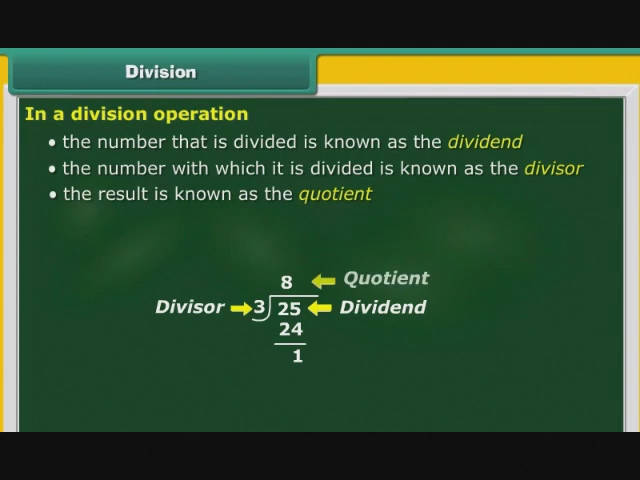 Division
In a division operation
• the number that is divided is known as the dividend
• the number with which it is divided is known as the divisor
• the result is known as the quotient
8 Quotient
Divisor 3 25 Dividend
24
1